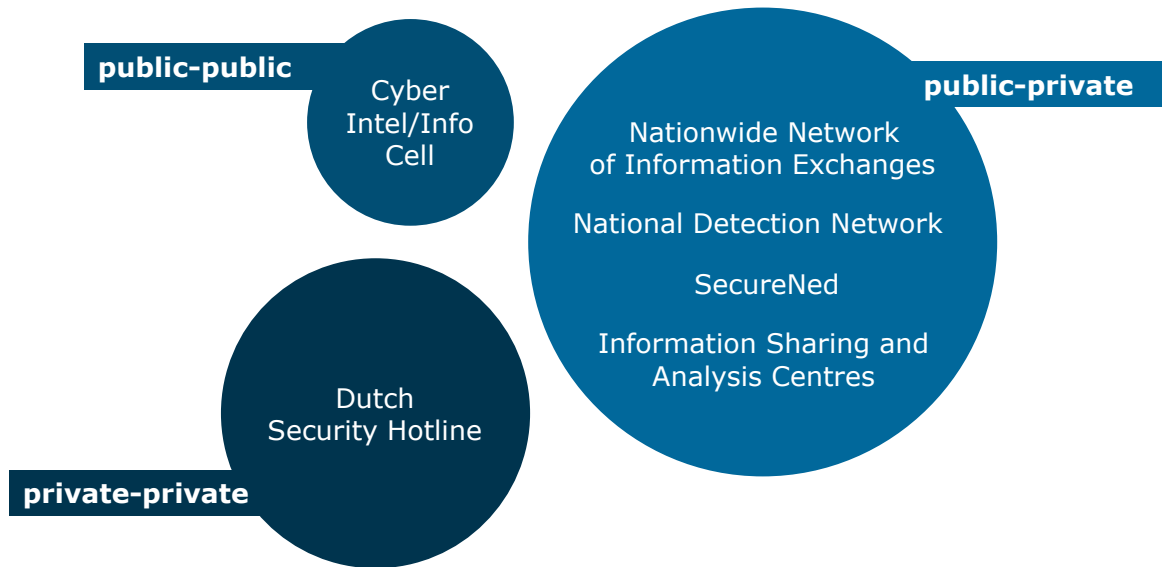 public-public
Cyber
Intel/Info
Cell
public-private
Nationwide Network
of Information Exchanges
National Detection Network
SecureNed
Information Sharing and
Analysis Centres
Dutch
Security Hotline
private-private